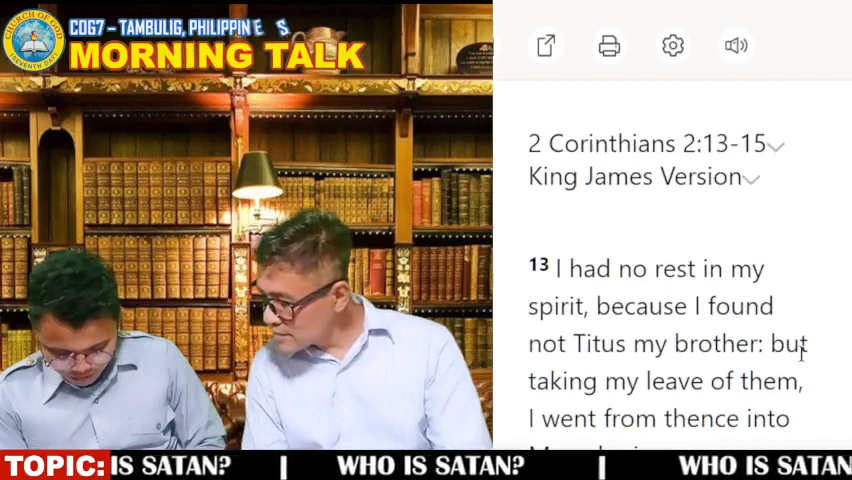 CHURCH OF GOD
(SEVENTH DAY)
COG7 – TAMBULIG, PHILIPPINES
MORNING TALK
2 Corinthians 2:13-15
King James Version
13 I had no rest in my
spirit, because I found
not Titus my brother: but
taking my leave of them,
I went from thence into
TOPIC: IS SATAN? | WHO IS SATAN? | WHO IS SATAN